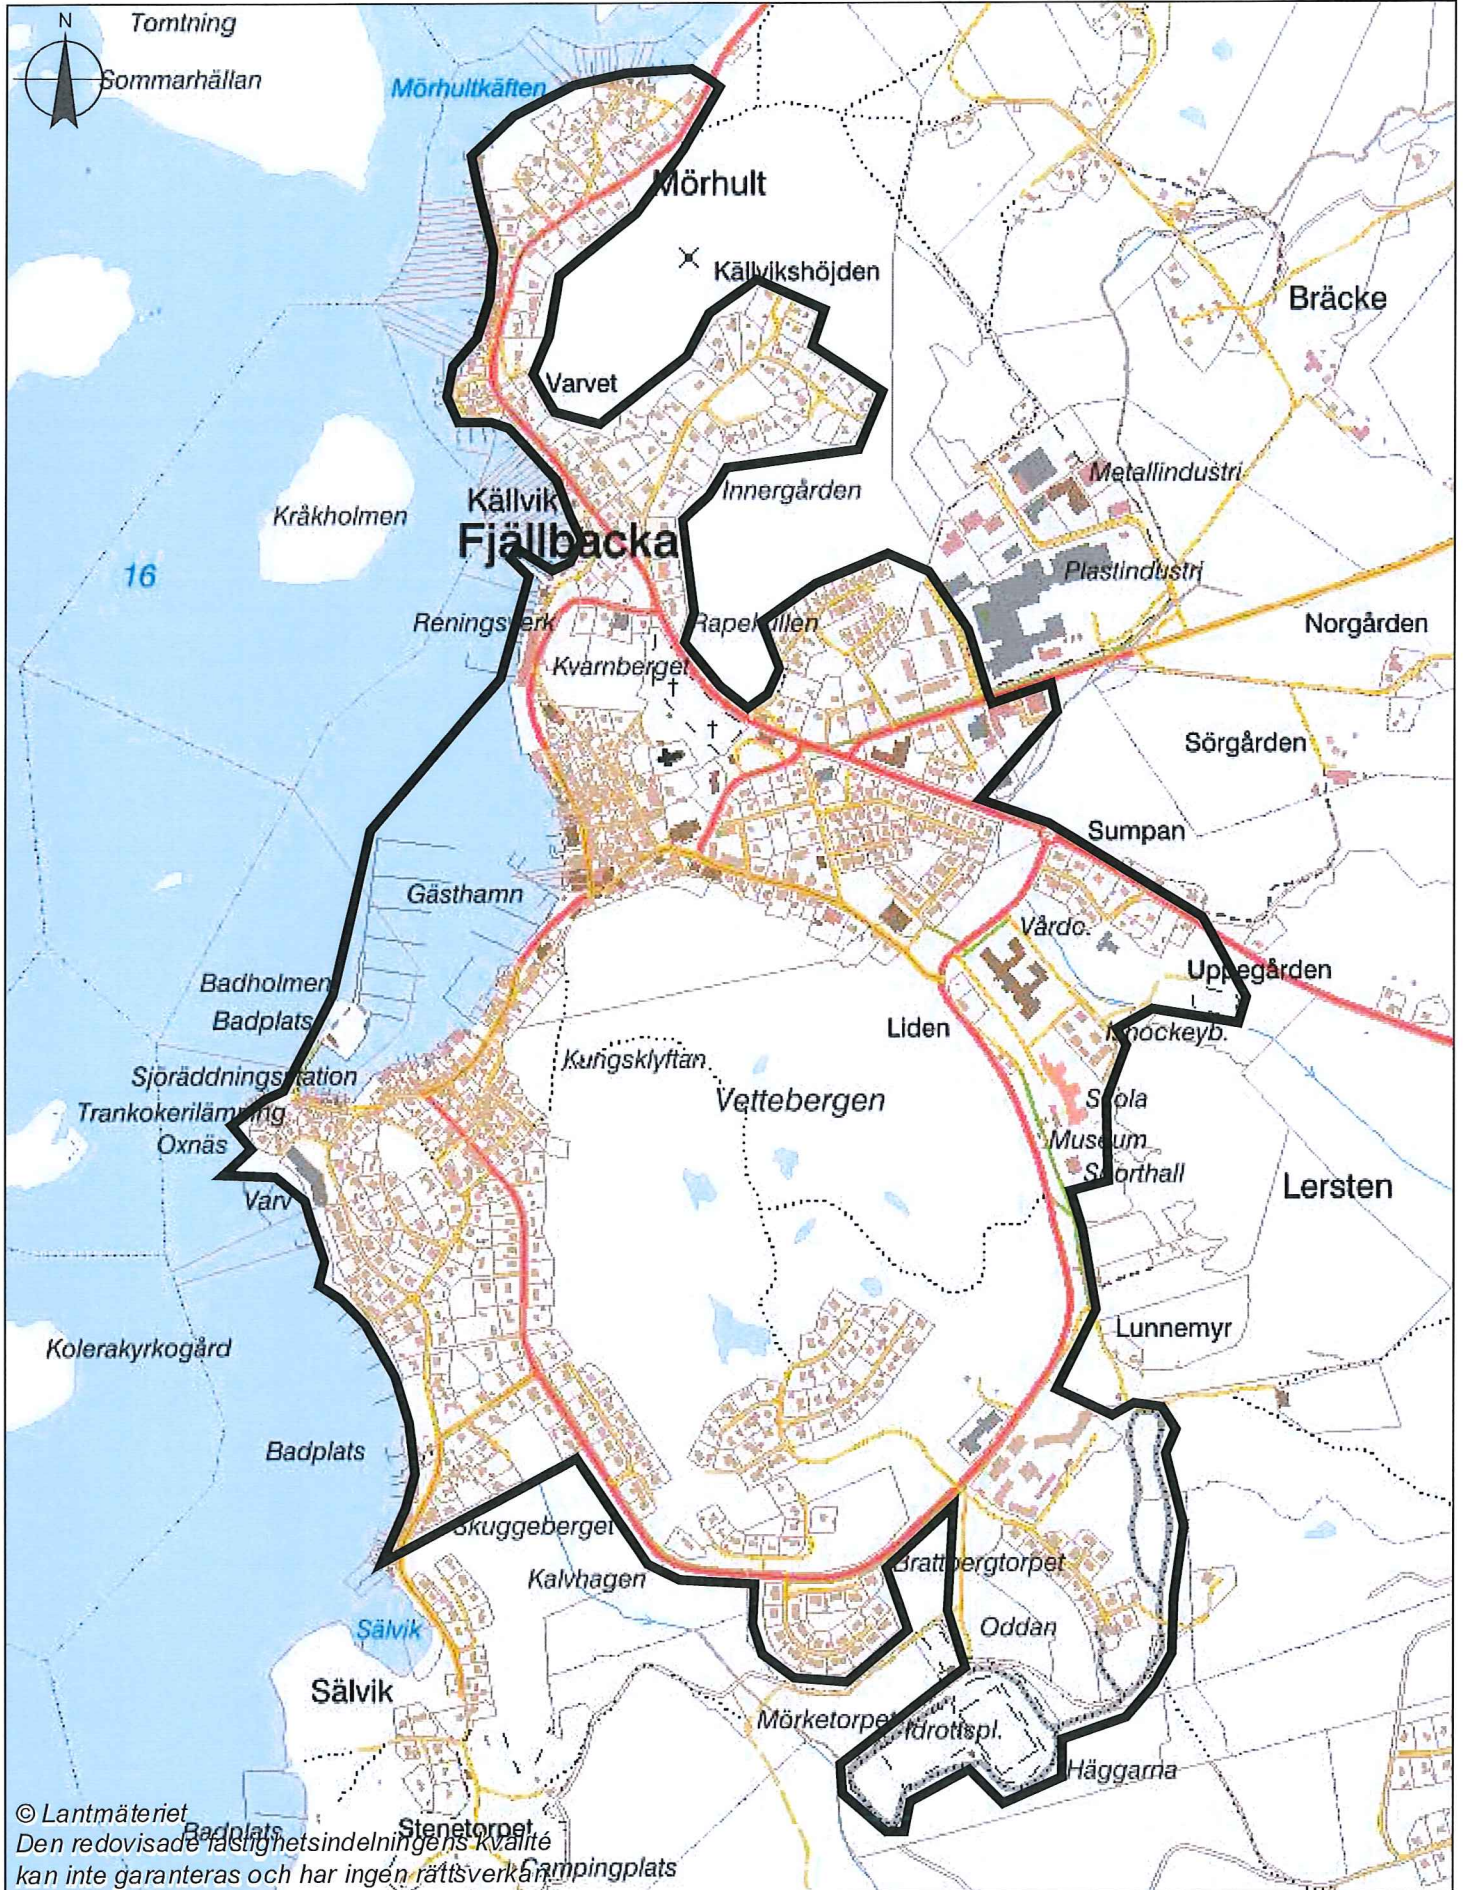 N
Tomtning
Sommarhällan
Mörhultkäften
Mörhult
Källvikshöjden
Bräcke
Varvet
Metallindustri
Innergården
Källvik
Kråkholmen
Fjällbacka
16
Plastindustri
Reningsverk
Rapekullen
Norgården
Kvarnberget
Sörgården
Sumpan
Gästhamn
Vårdc.
Uppegården
Badholmen
Badplats
Liden
Ishockeyb.
Kungsklyftan
Sjöräddningsstation
Vettebergen
Skola
Trankokerilämning
Oxnäs
Museum
Sporthall
Varv
Lersten
Lunnemyr
Kolerakyrkogård
Badplats
Skuggeberget
Kalvhagen
Brattbergtorpet
Sälvik
Oddan
Sälvik
Mörketorpet
Idrottspl.
Häggarna
© Lantmäteriet
Badplats
Stenetorpet
Den redovisade fastighetsindelningens kvalité
Campingplats
kan inte garanteras och har ingen rättsverkan